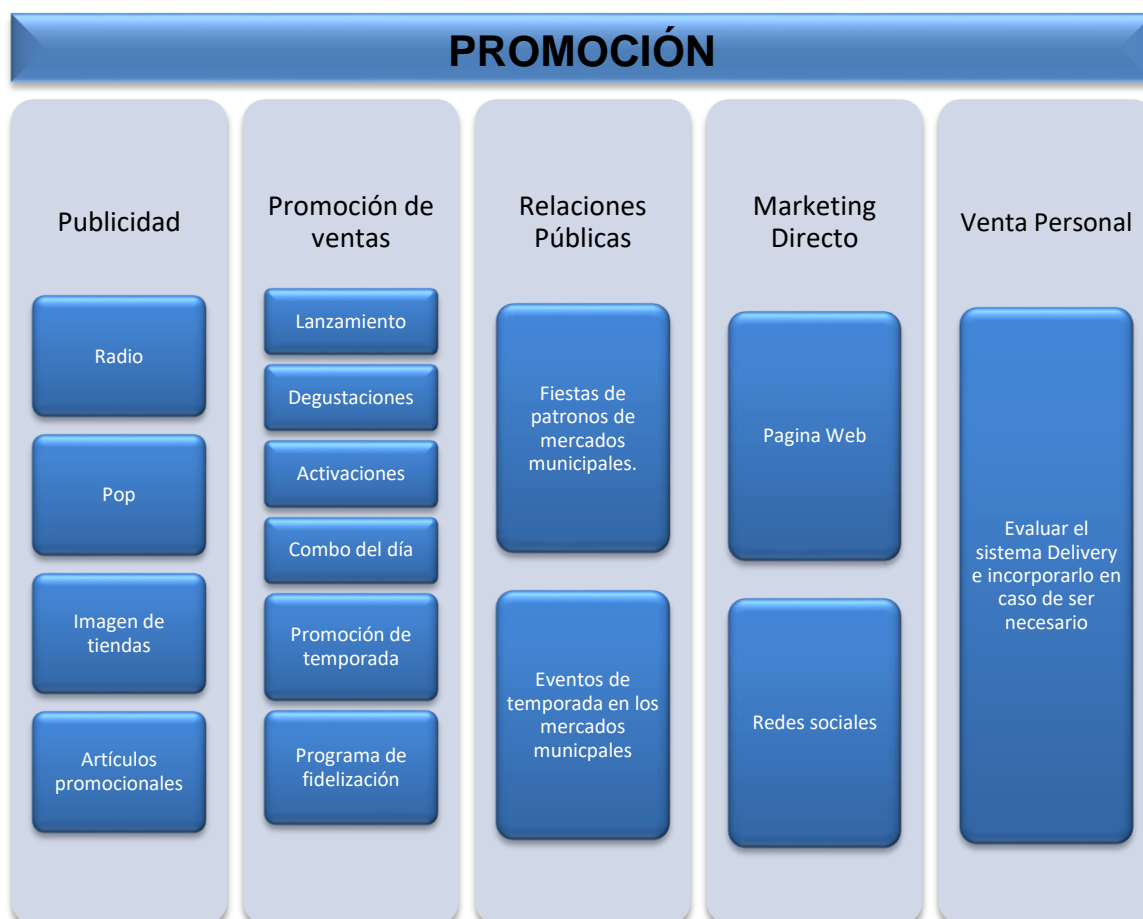 PROMOCIÓN
Publicidad
Radio
Pop
Imagen de
tiendas
Artículos
promocionales
Promoción de
ventas
Lanzamiento
Degustaciones
Activaciones
Combo del día
Promoción de
temporada
Programa de
fidelización
Relaciones
Públicas
Fiestas de
patronos de
mercados
municipales.
Eventos de
temporada en los
mercados
municpales
Marketing
Directo
Pagina Web
Redes sociales
Venta Personal
Evaluar el
sistema Delivery
e incorporarlo en
caso de ser
necesario